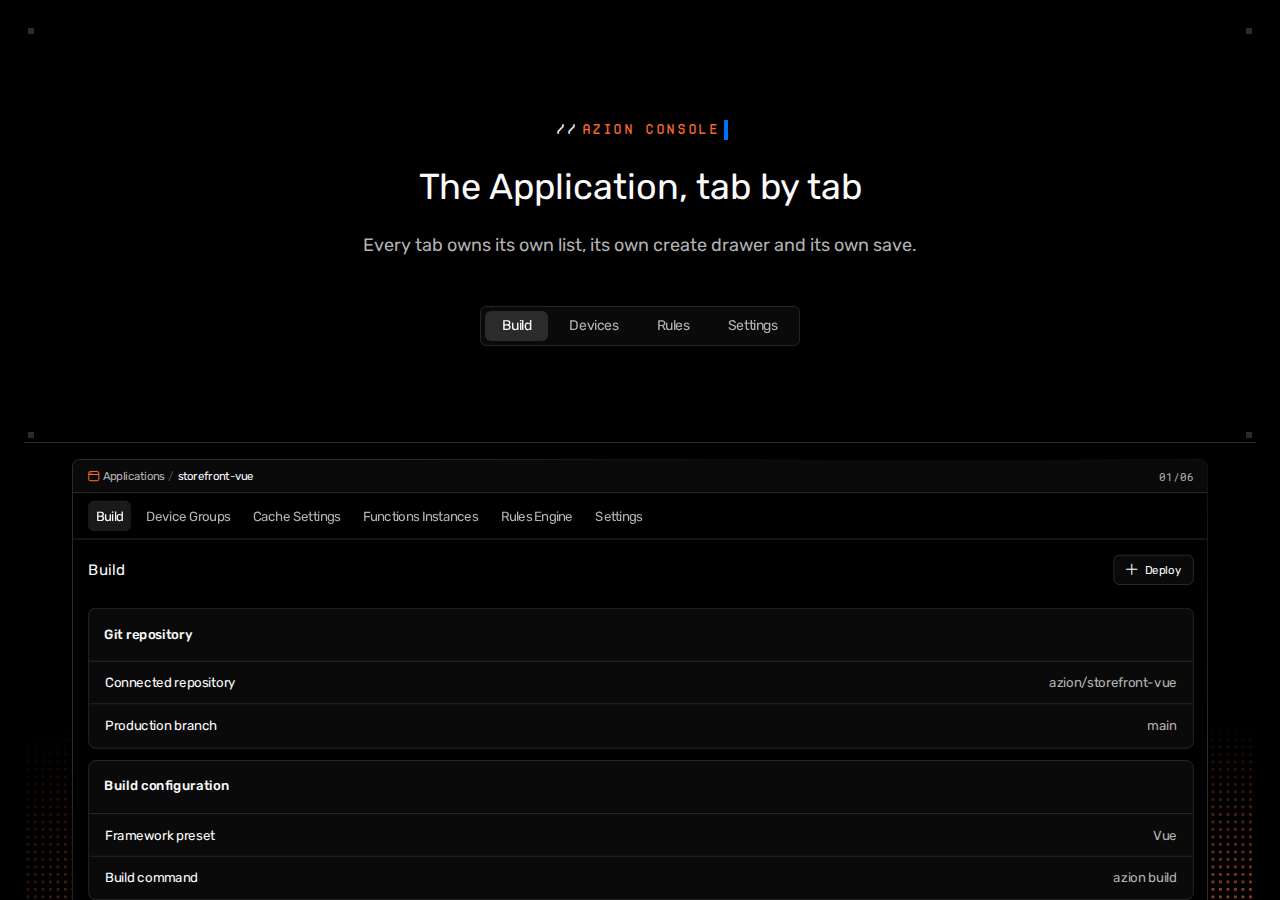 // AZION CONSOLE
The Application, tab by tab
Every tab owns its own list, its own create drawer and its own save.
Build Devices Rules Settings
Applications / storefront-vue 01/06
Build Device Groups Cache Settings Functions Instances Rules Engine Settings
Build Deploy
Git repository
Connected repository azion/storefront-vue
Production branch main
Build configuration
Framework preset Vue
Build command azion build